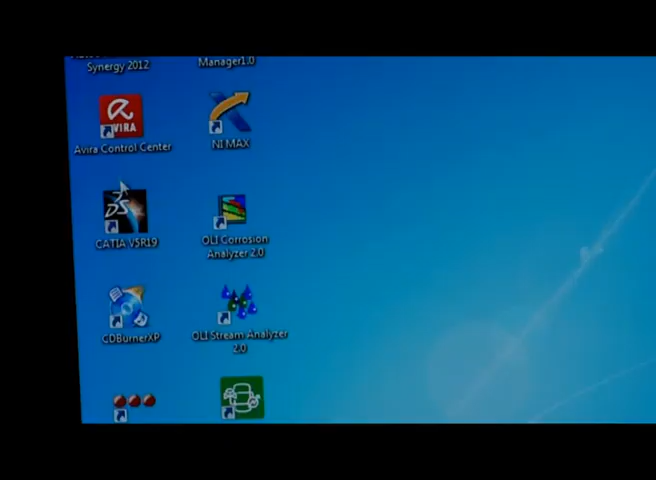 Synergy 2012
Manager1.0
AVIRA
Avira Control Center
NI MAX
CATIA V5R19
OLI Corrosion
Analyzer 2.0
CDBurnerXP
OLI Stream Analyzer
2.0